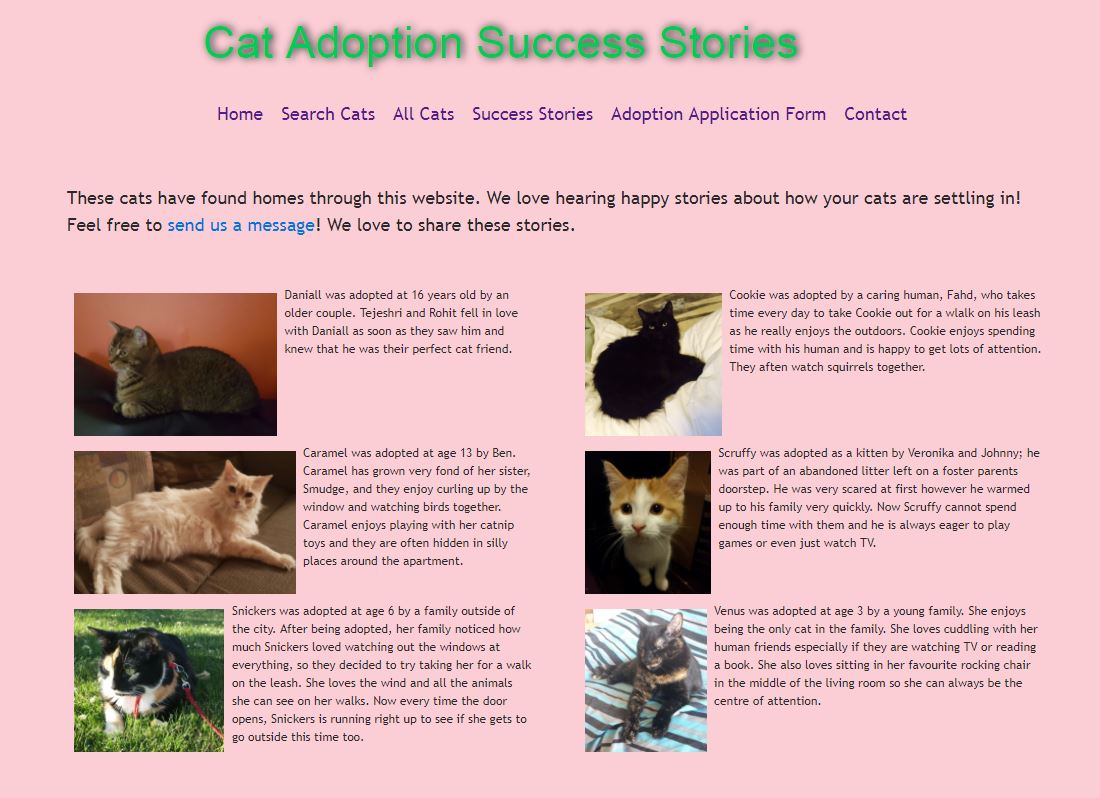 Cat Adoption Success Stories
Home Search Cats All Cats Success Stories Adoption Application Form Contact
These cats have found homes through this website. We love hearing happy stories about how your cats are settling in!
Feel free to send us a message! We love to share these stories.
Daniall was adopted at 16 years old by an
older couple. Tejeshri and Rohit fell in love
with Daniall as soon as they saw him and
knew that he was their perfect cat friend.
Cookie was adopted by a caring human, Fahd, who takes
time every day to take Cookie out for a wlalk on his leash
as he really enjoys the outdoors. Cookie enjoys spending
time with his human and is happy to get lots of attention.
They aften watch squirrels together.
Caramel was adopted at age 13 by Ben.
Caramel has grown very fond of her sister,
Smudge, and they enjoy curling up by the
window and watching birds together.
Caramel enjoys playing with her catnip
toys and they are often hidden in silly
places around the apartment.
Scruffy was adopted as a kitten by Veronika and Johnny; he
was part of an abandoned litter left on a foster parents
doorstep. He was very scared at first however he warmed
up to his family very quickly. Now Scruffy cannot spend
enough time with them and he is always eager to play
games or even just watch TV.
Snickers was adopted at age 6 by a family outside of
the city. After being adopted, her family noticed how
much Snickers loved watching out the windows at
everything, so they decided to try taking her for a walk
on the leash. She loves the wind and all the animals
she can see on her walks. Now every time the door
opens, Snickers is running right up to see if she gets to
go outside this time too.
Venus was adopted at age 3 by a young family. She enjoys
being the only cat in the family. She loves cuddling with her
human friends especially if they are watching TV or reading
a book. She also loves sitting in her favourite rocking chair
in the middle of the living room so she can always be the
centre of attention.